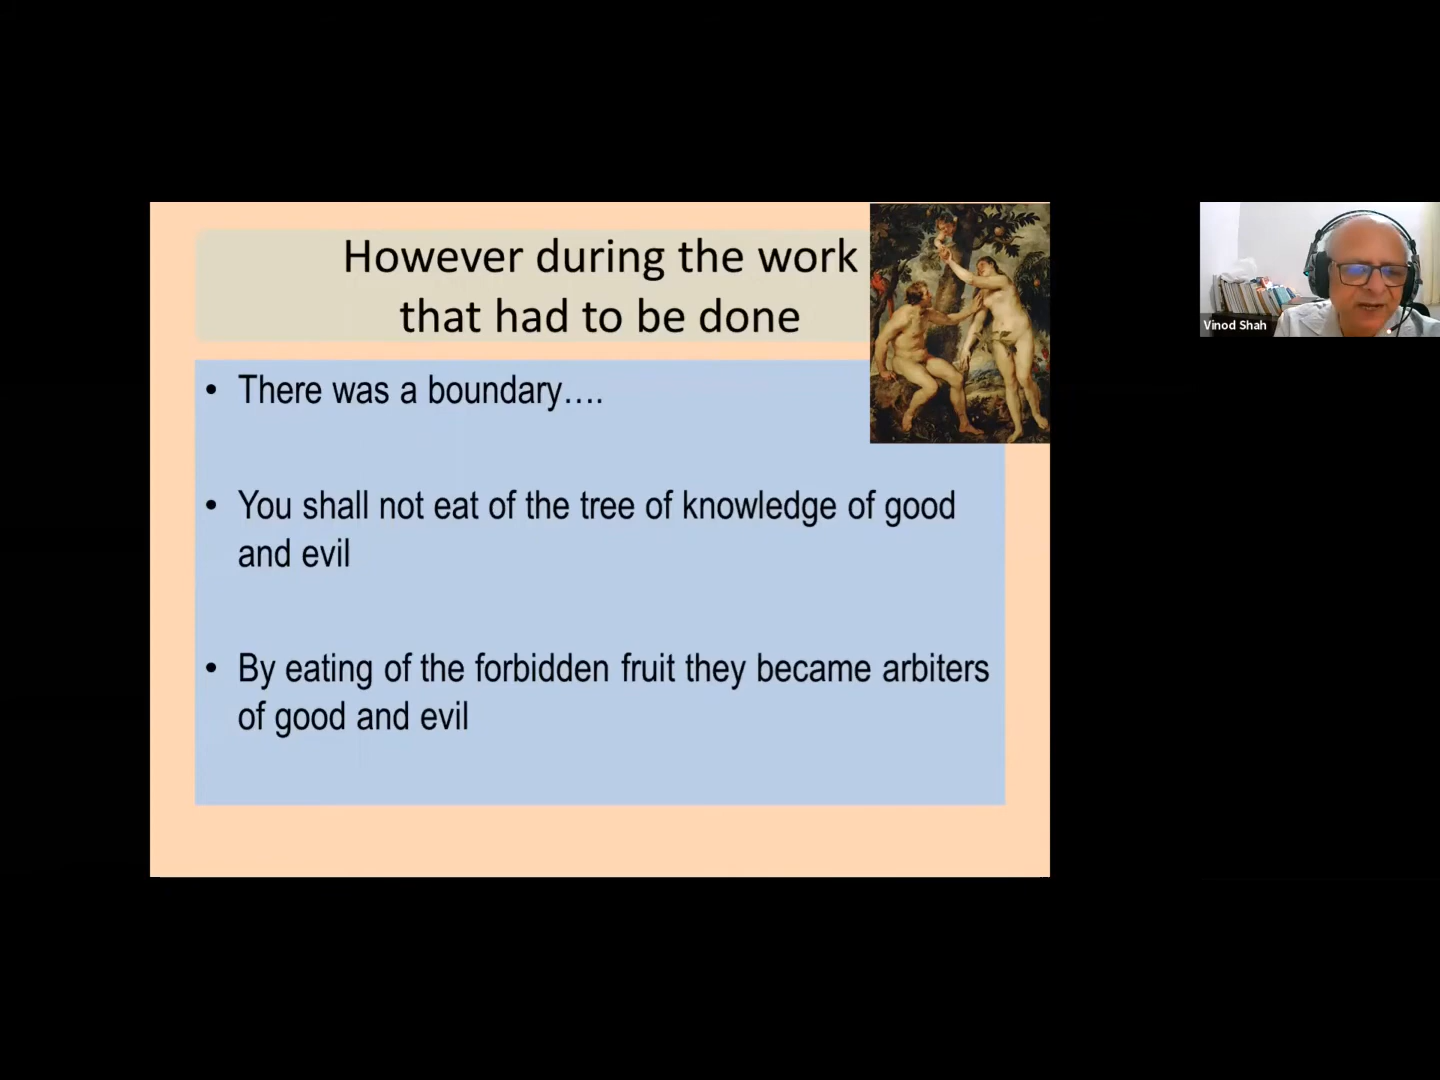 However during the work
that had to be done
• There was a boundary….
• You shall not eat of the tree of knowledge of good
and evil
• By eating of the forbidden fruit they became arbiters
of good and evil
Vinod Shah